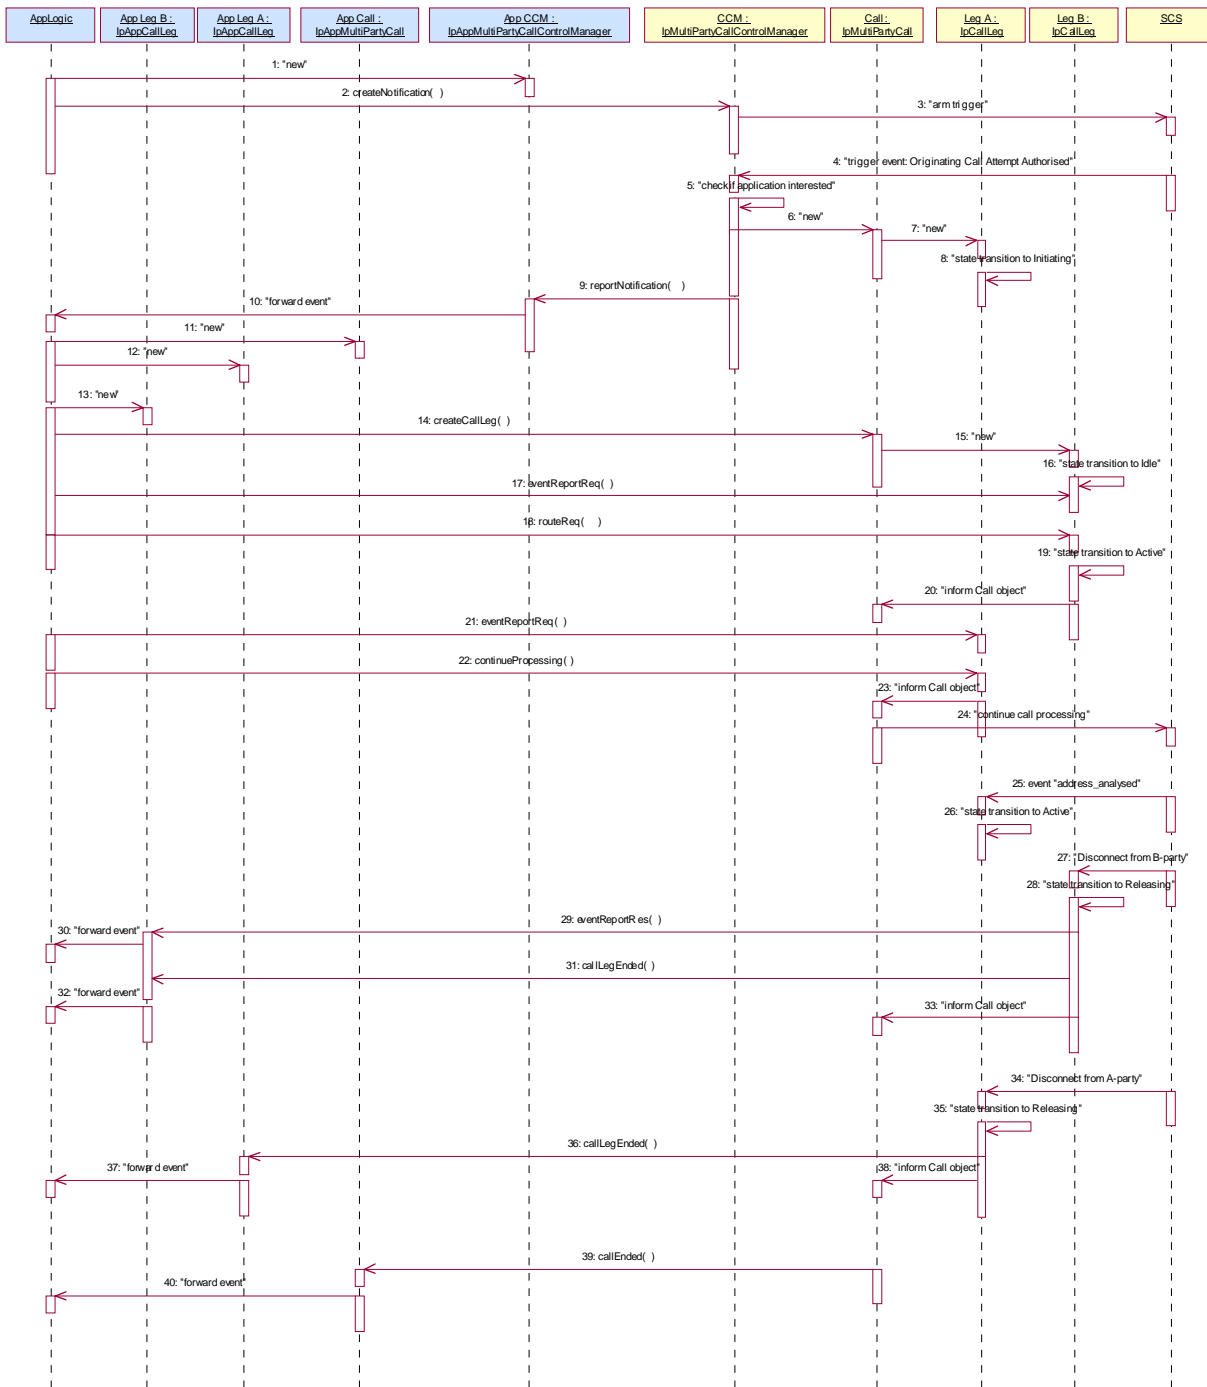 AppLogic
App Leg B :
IpAppCallLeg
App Leg A :
IpAppCallLeg
App Call :
IpAppMultiPartyCall
App CCM :
IpAppMultiPartyCallControlManager
CCM :
IpMultiPartyCallControlManager
Call :
IpMultiPartyCall
Leg A :
IpCallLeg
Leg B :
IpCallLeg
SCS
1: "new"
2: createNotification( )
3: "arm trigger"
4: "trigger event: Originating Call Attempt Authorised"
5: "check if application interested"
6: "new"
7: "new"
8: "state transition to Initiating"
9: reportNotification( )
10: "forward event"
11: "new"
12: "new"
13: "new"
14: createCallLeg( )
15: "new"
16: "state transition to Idle"
17: eventReportReq( )
18: routeReq( )
19: "state transition to Active"
20: "inform Call object"
21: eventReportReq( )
22: continueProcessing( )
23: "inform Call object"
24: "continue call processing"
25: event "address_analysed"
26: "state transition to Active"
27: "Disconnect from B-party"
28: "state transition to Releasing"
29: eventReportRes( )
30: "forward event"
31: callLegEnded( )
32: "forward event"
33: "inform Call object"
34: "Disconnect from A-party"
35: "state transition to Releasing"
36: callLegEnded( )
37: "forward event"
38: "inform Call object"
39: callEnded( )
40: "forward event"